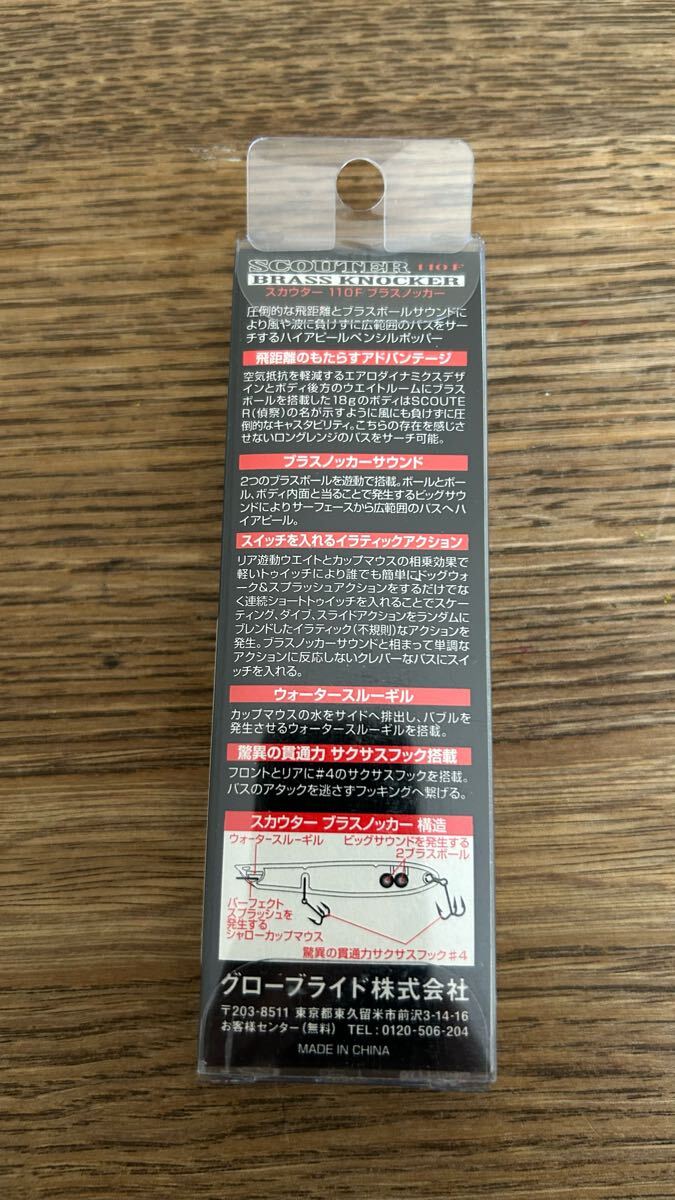 SCOUTER 110F
BRASS KNOCKER
スカウター 110F ブラスノッカー
圧倒的な飛距離とブラスボールサウンドに
より風や波に負けずに広範囲のバスをサー
チするハイアピールペンシルポッパー
飛距離のもたらすアドバンテージ
空気抵抗を軽減するエアロダイナミクスデザ
インとボディ後方のウエイトルームにブラス
ボールを搭載した18gのボディはSCOUTE
R(偵察)の名が示すように風にも負けずに圧
倒的なキャスタビリティ。こちらの存在を感じさ
せないロングレンジのバスをサーチ可能。
ブラスノッカーサウンド
2つのブラスボールを遊動で搭載。ボールとボー
ル、ボディ内面と当ることで発生するビッグサウ
ンドによりサーフェースから広範囲のバスへハ
イアピール。
スイッチを入れるイラティックアクション
リア遊動ウエイトとカップマウスの相乗効果で
軽いトゥイッチにより誰でも簡単にドッグウォ
ーク&スプラッシュアクションをするだけでな
く連続ショートトゥイッチを入れることでスケー
ティング、ダイブ、スライドアクションをランダムに
ブレンドしたイラティック(不規則)なアクションを
発生。ブラスノッカーサウンドと相まって単調な
アクションに反応しないクレバーなバスにスイ
ッチを入れる。
ウォータースルーギル
カップマウスの水をサイドへ排出し、バブルを
発生させるウォータースルーギルを搭載。
驚異の貫通力 サクサスフック搭載
フロントとリアに#4のサクサスフックを搭載。
バスのアタックを逃さずフッキングへ繋げる。
スカウター ブラスノッカー 構造
ウォータースルーギル
ビッグサウンドを発生する
2ブラスボール
パーフェクト
スプラッシュを
発生する
シャローカップマウス
驚異の貫通力サクサスフック#4
グローブライド株式会社
〒203-8511 東京都東久留米市前沢3-14-16
お客様センター(無料) TEL:0120-506-204
MADE IN CHINA